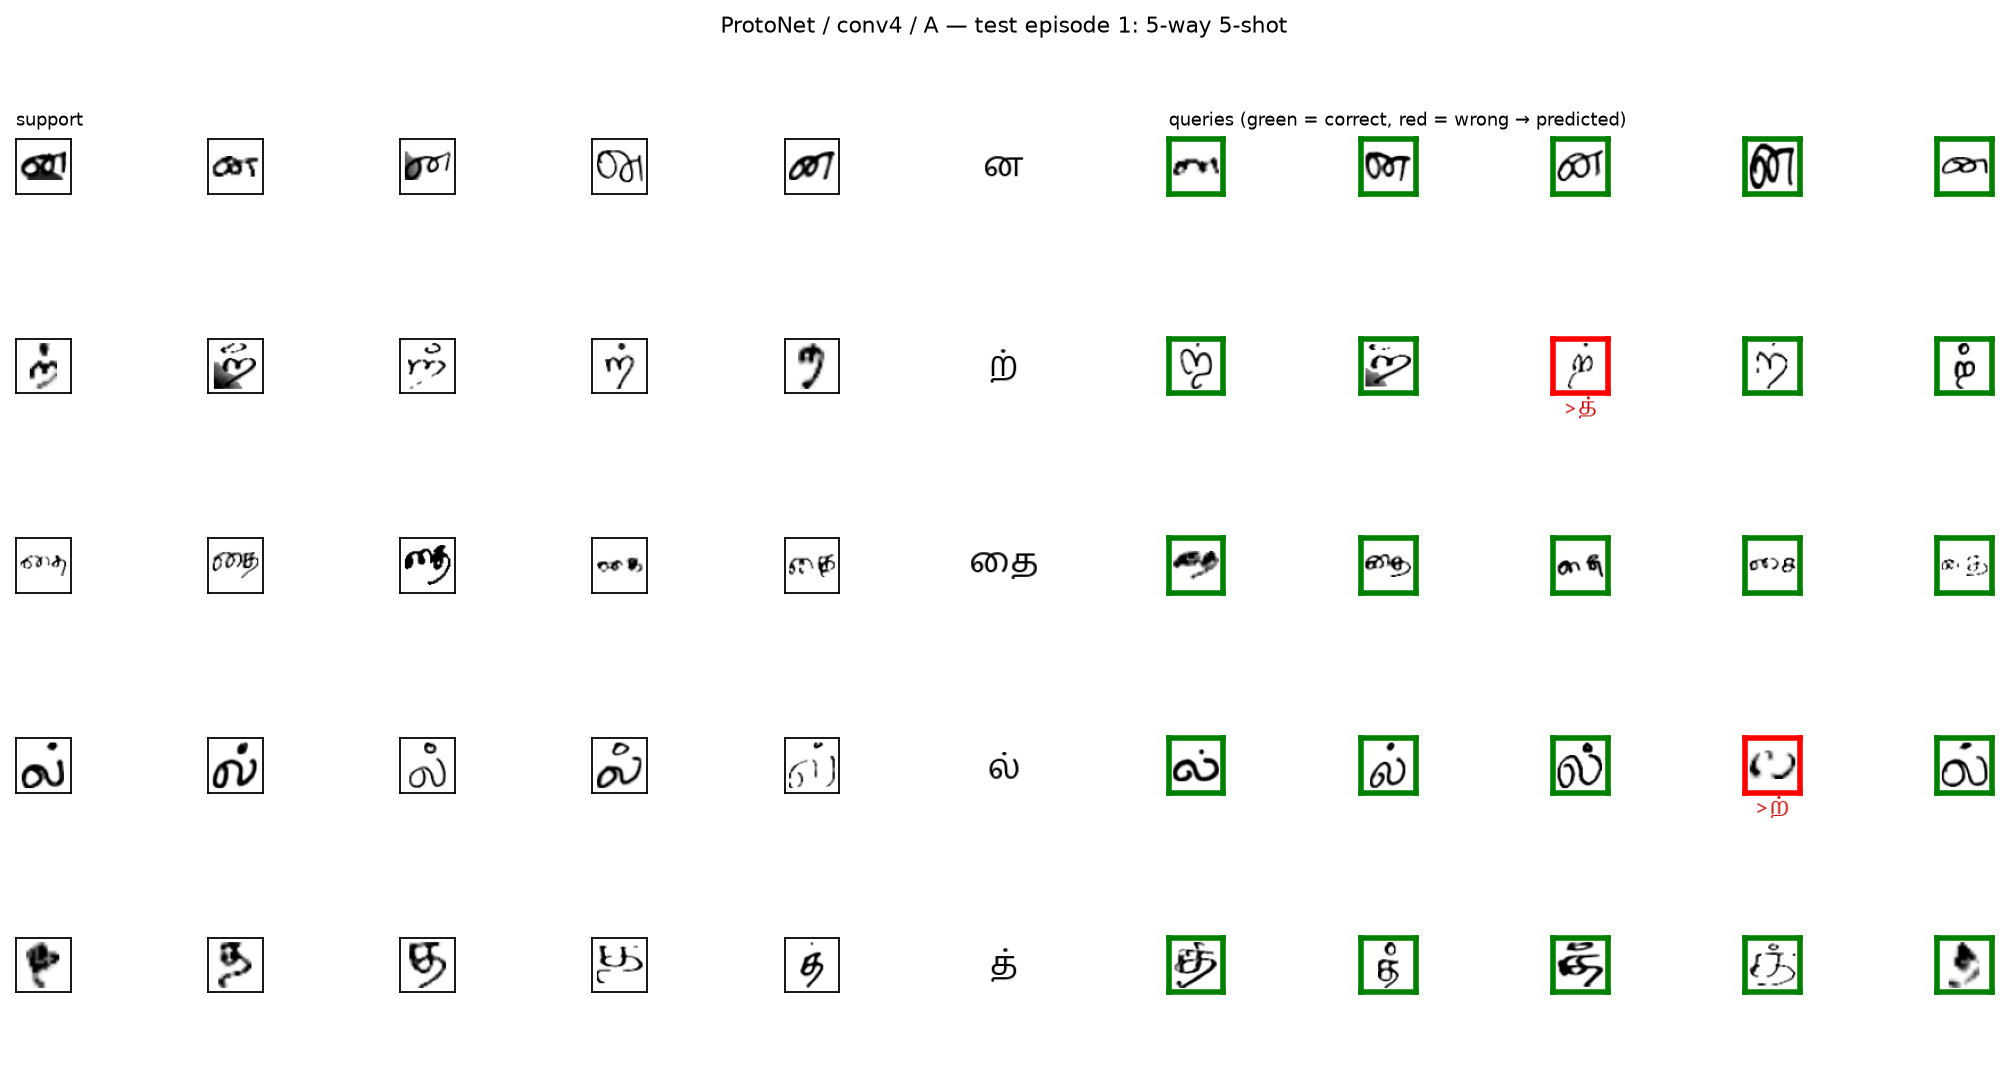 ProtoNet / conv4 / A — test episode 1: 5-way 5-shot
support
queries (green = correct, red = wrong → predicted)
ன ன ன ன ன ன ன ன ன ன ன
ற் ற் ற் ற் ற் ற் ற் ற் ற் ற் ற்
>த்
தை தை தை தை தை தை தை தை தை தை தை
ல் ல் ல் ல் ல் ல் ல் ல் ல் ல்
>ற்
த் த் த் த் த் த் த் த் த்